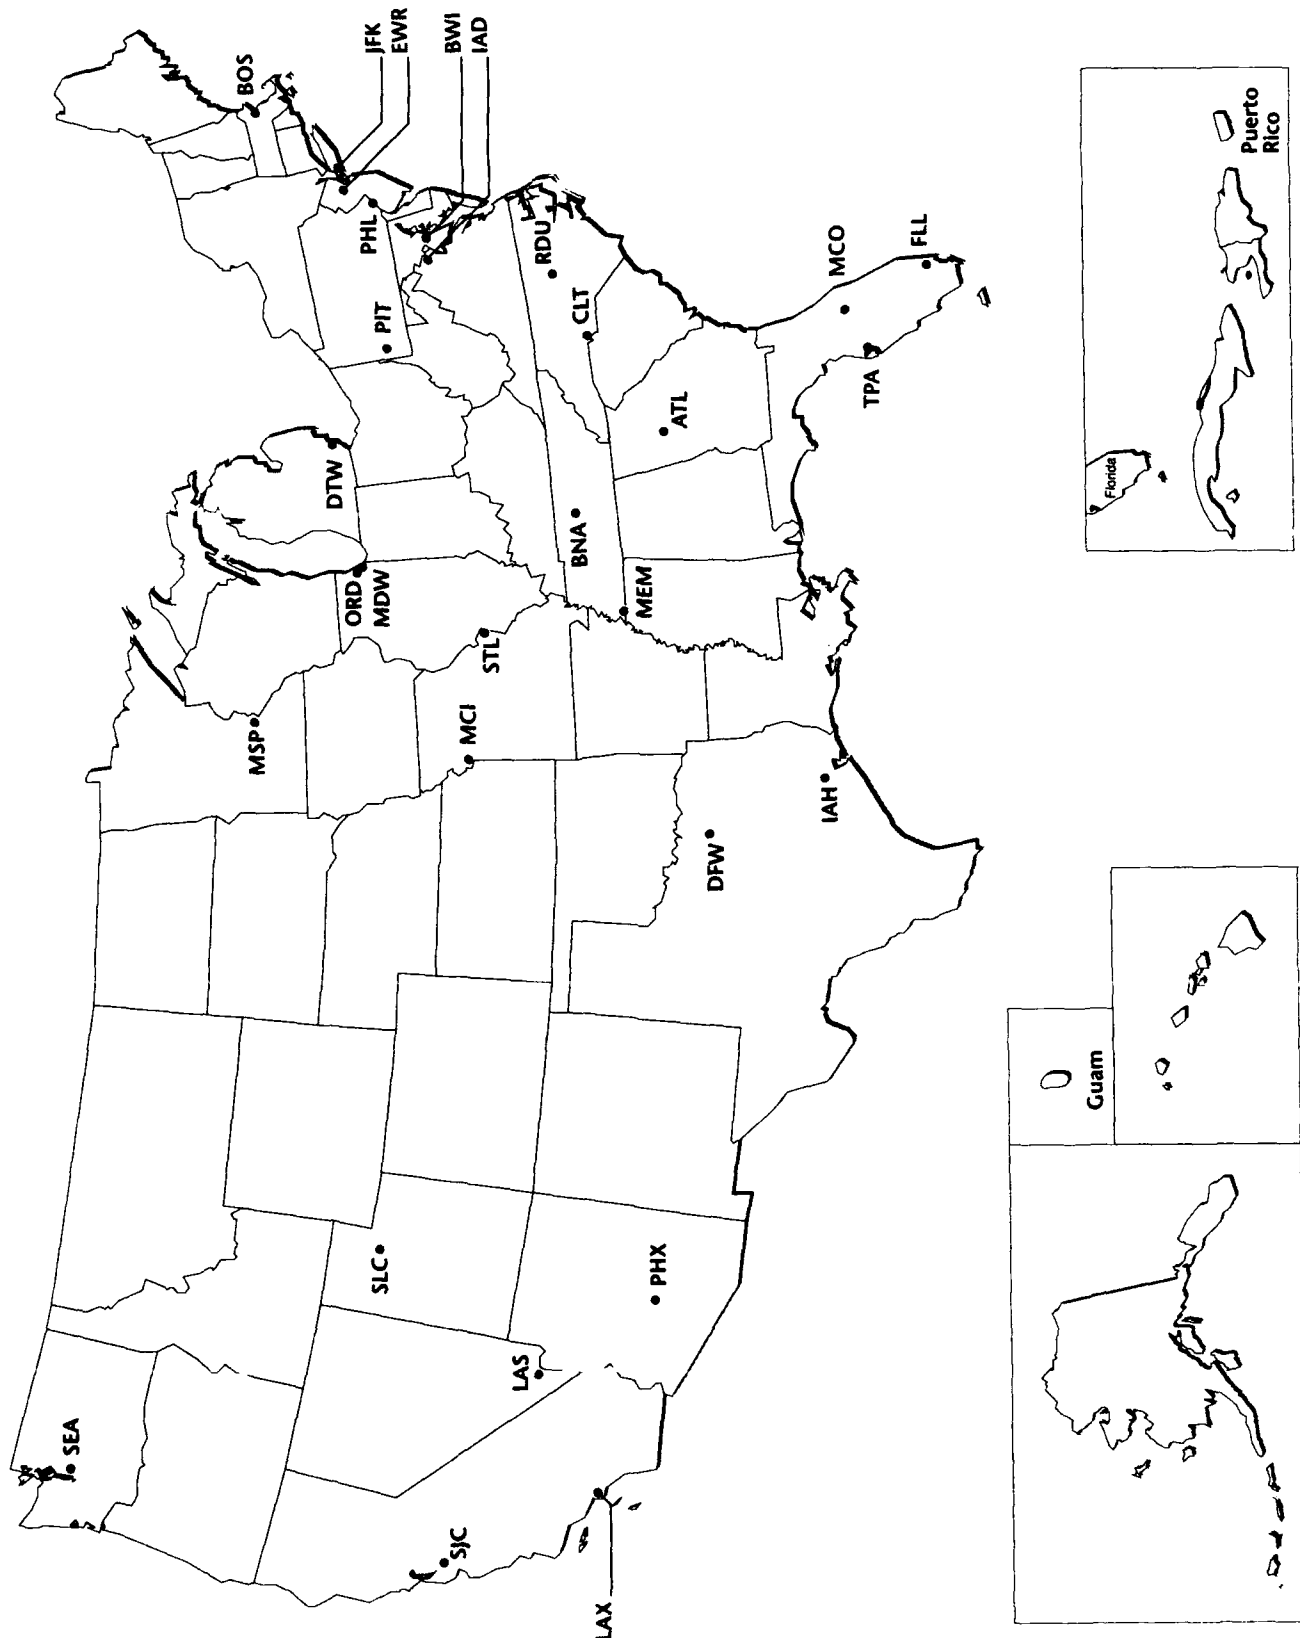 SEA
SJC
LAX
LAS
SLC
PHX
MSP
MCI
DFW
IAH
ORD
MDW
STL
MEM
BNA
DTW
ATL
PIT
PHL
CLT
RDU
TPA
MCO
FLL
BOS
JFK
EWR
BWI
IAD
Guam
Florida
Puerto
Rico